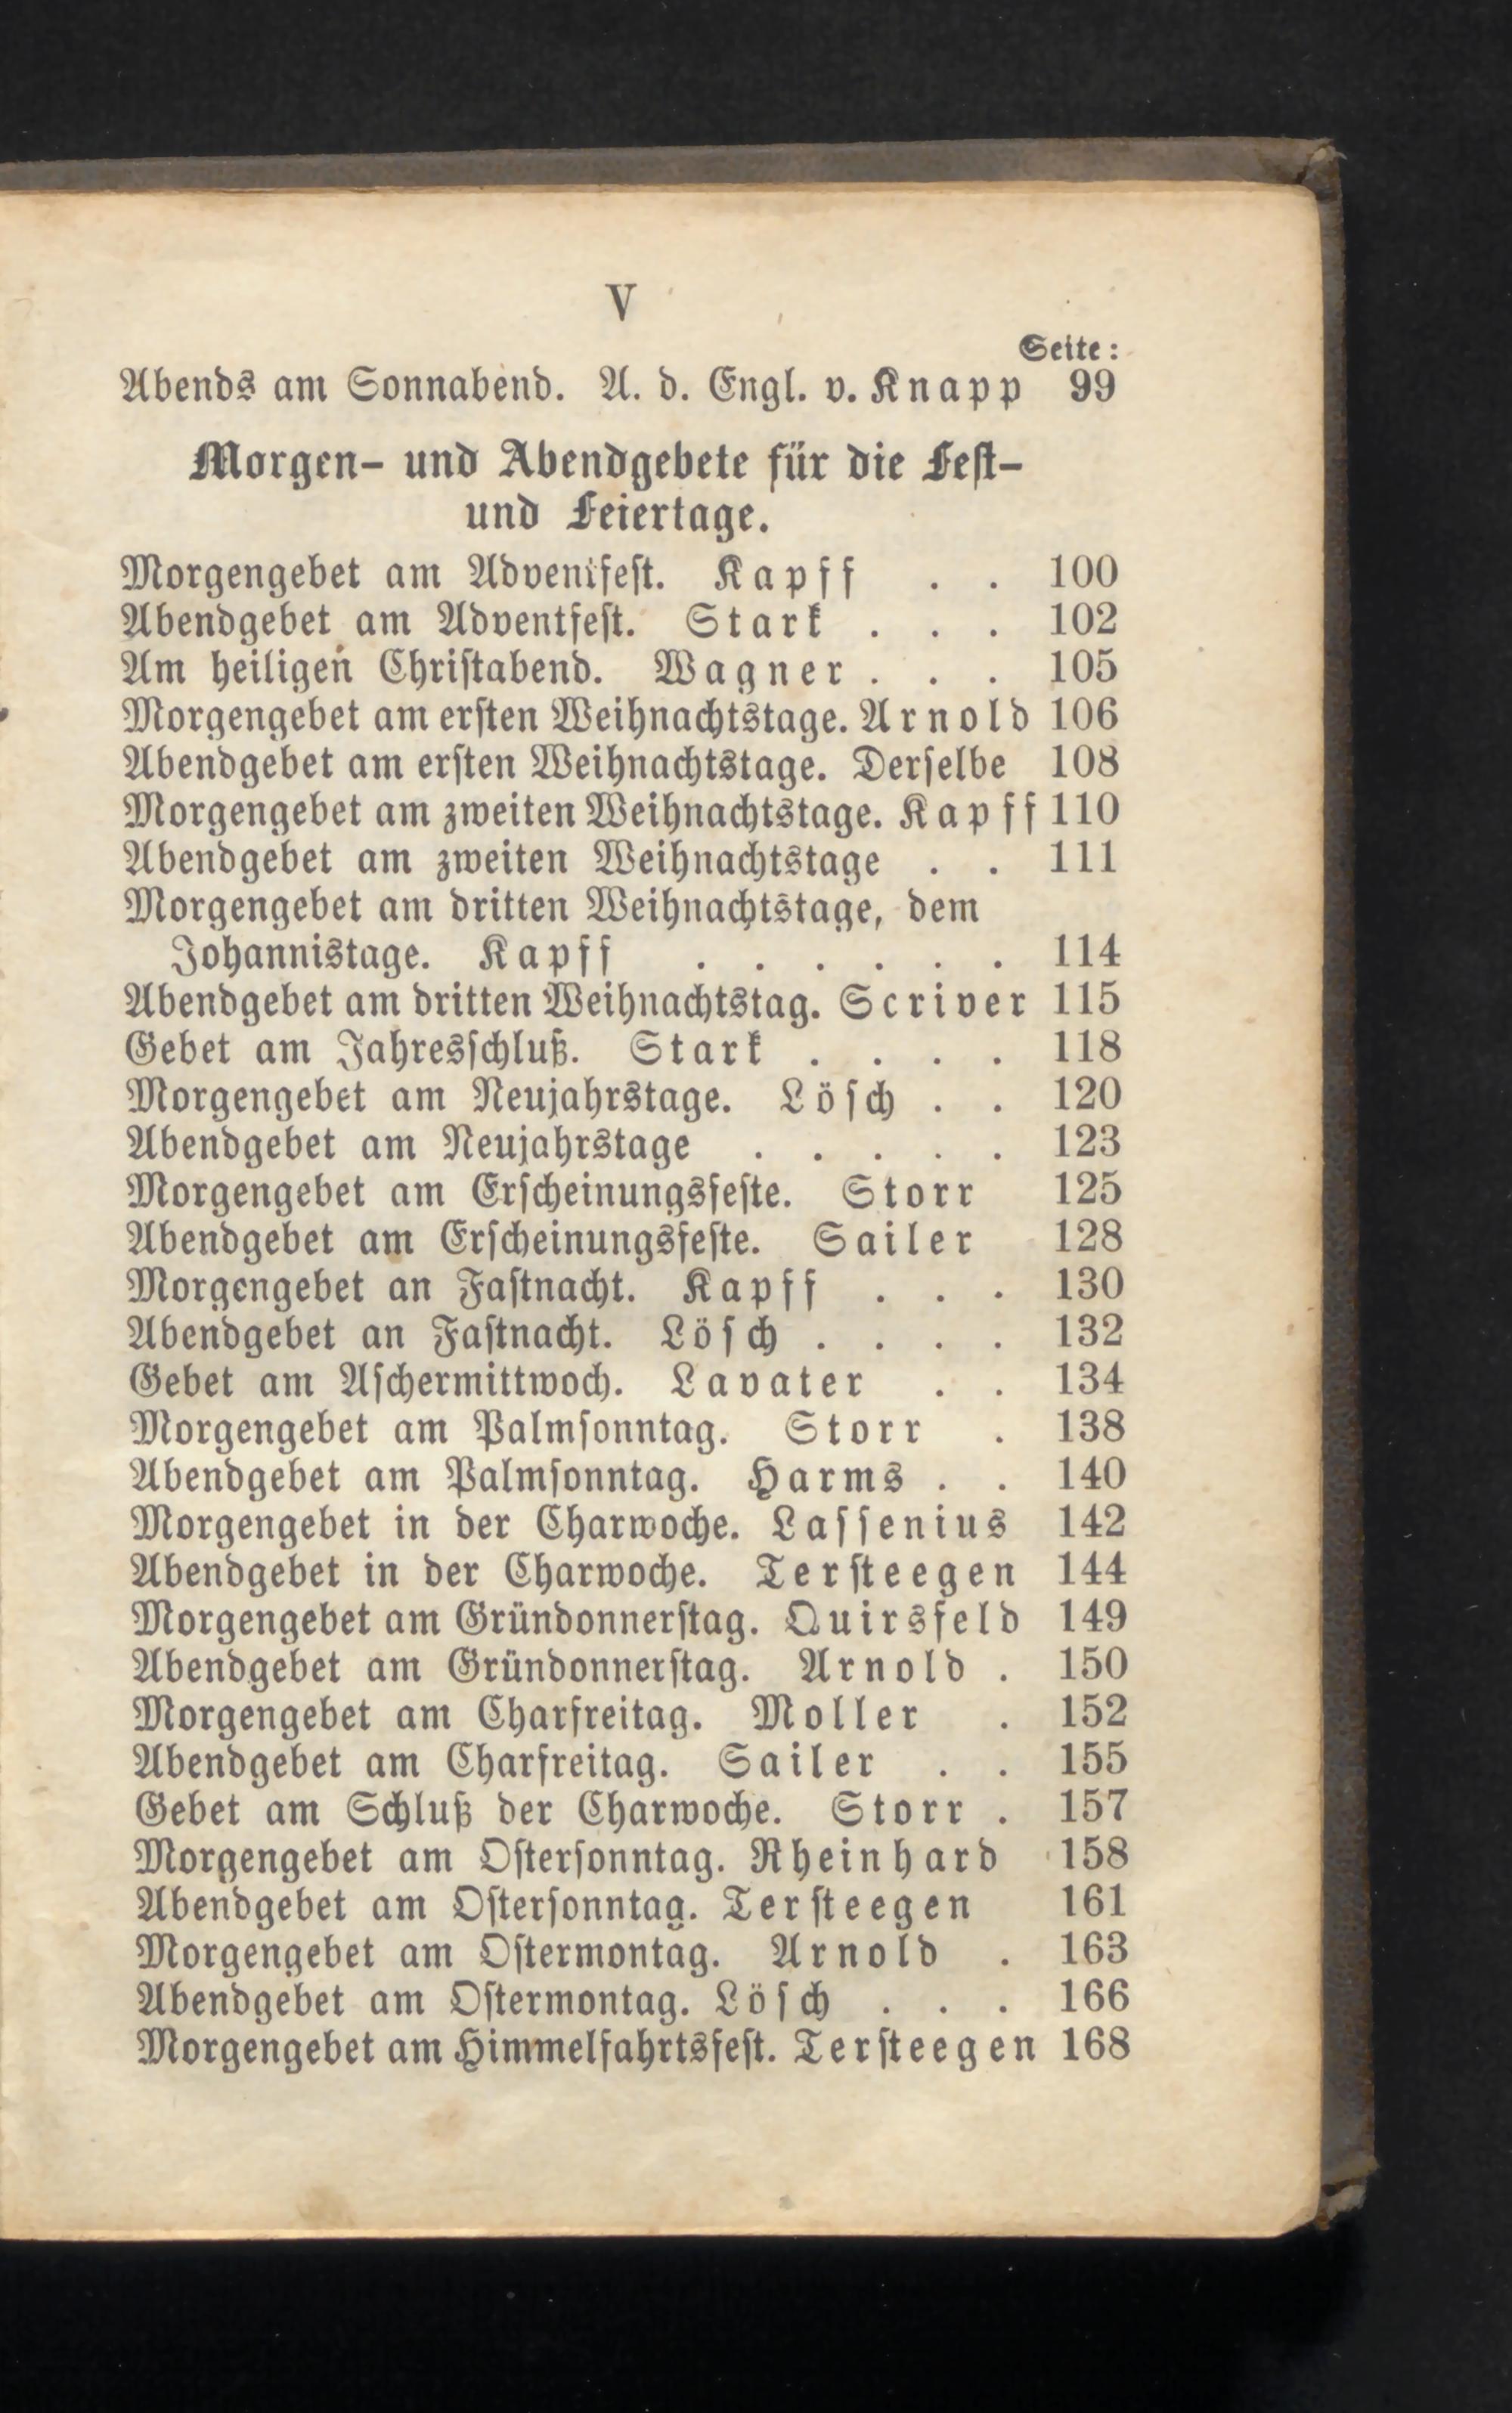 V
Seite:
Abends am Sonnabend. A. d. Engl. v. Knapp 99
Morgen- und Abendgebete für die Fest-
und Feiertage.
Morgengebet am Adventfest. Kapff . . 100
Abendgebet am Adventfest. Stark . . . 102
Am heiligen Christabend. Wagner . . . 105
Morgengebet am ersten Weihnachtstage. Arnold 106
Abendgebet am ersten Weihnachtstage. Derselbe 108
Morgengebet am zweiten Weihnachtstage. Kapff 110
Abendgebet am zweiten Weihnachtstage . . 111
Morgengebet am dritten Weihnachtstage, dem
Johannistage. Kapff . . . . . . 114
Abendgebet am dritten Weihnachtstag. Scriver 115
Gebet am Jahresschluß. Stark . . . . 118
Morgengebet am Neujahrstage. Lösch . . 120
Abendgebet am Neujahrstage . . . . . 123
Morgengebet am Erscheinungsfeste. Storr 125
Abendgebet am Erscheinungsfeste. Sailer 128
Morgengebet an Fastnacht. Kapff . . . 130
Abendgebet an Fastnacht. Lösch . . . . 132
Gebet am Aschermittwoch. Lavater . . 134
Morgengebet am Palmsonntag. Storr . 138
Abendgebet am Palmsonntag. Harms . . 140
Morgengebet in der Charwoche. Lassenius 142
Abendgebet in der Charwoche. Tersteegen 144
Morgengebet am Gründonnerstag. Quirsfeld 149
Abendgebet am Gründonnerstag. Arnold . 150
Morgengebet am Charfreitag. Moller . 152
Abendgebet am Charfreitag. Sailer . . 155
Gebet am Schluß der Charwoche. Storr . 157
Morgengebet am Ostersonntag. Rheinhard 158
Abendgebet am Ostersonntag. Tersteegen 161
Morgengebet am Ostermontag. Arnold . 163
Abendgebet am Ostermontag. Lösch . . . 166
Morgengebet am Himmelfahrtsfest. Tersteegen 168